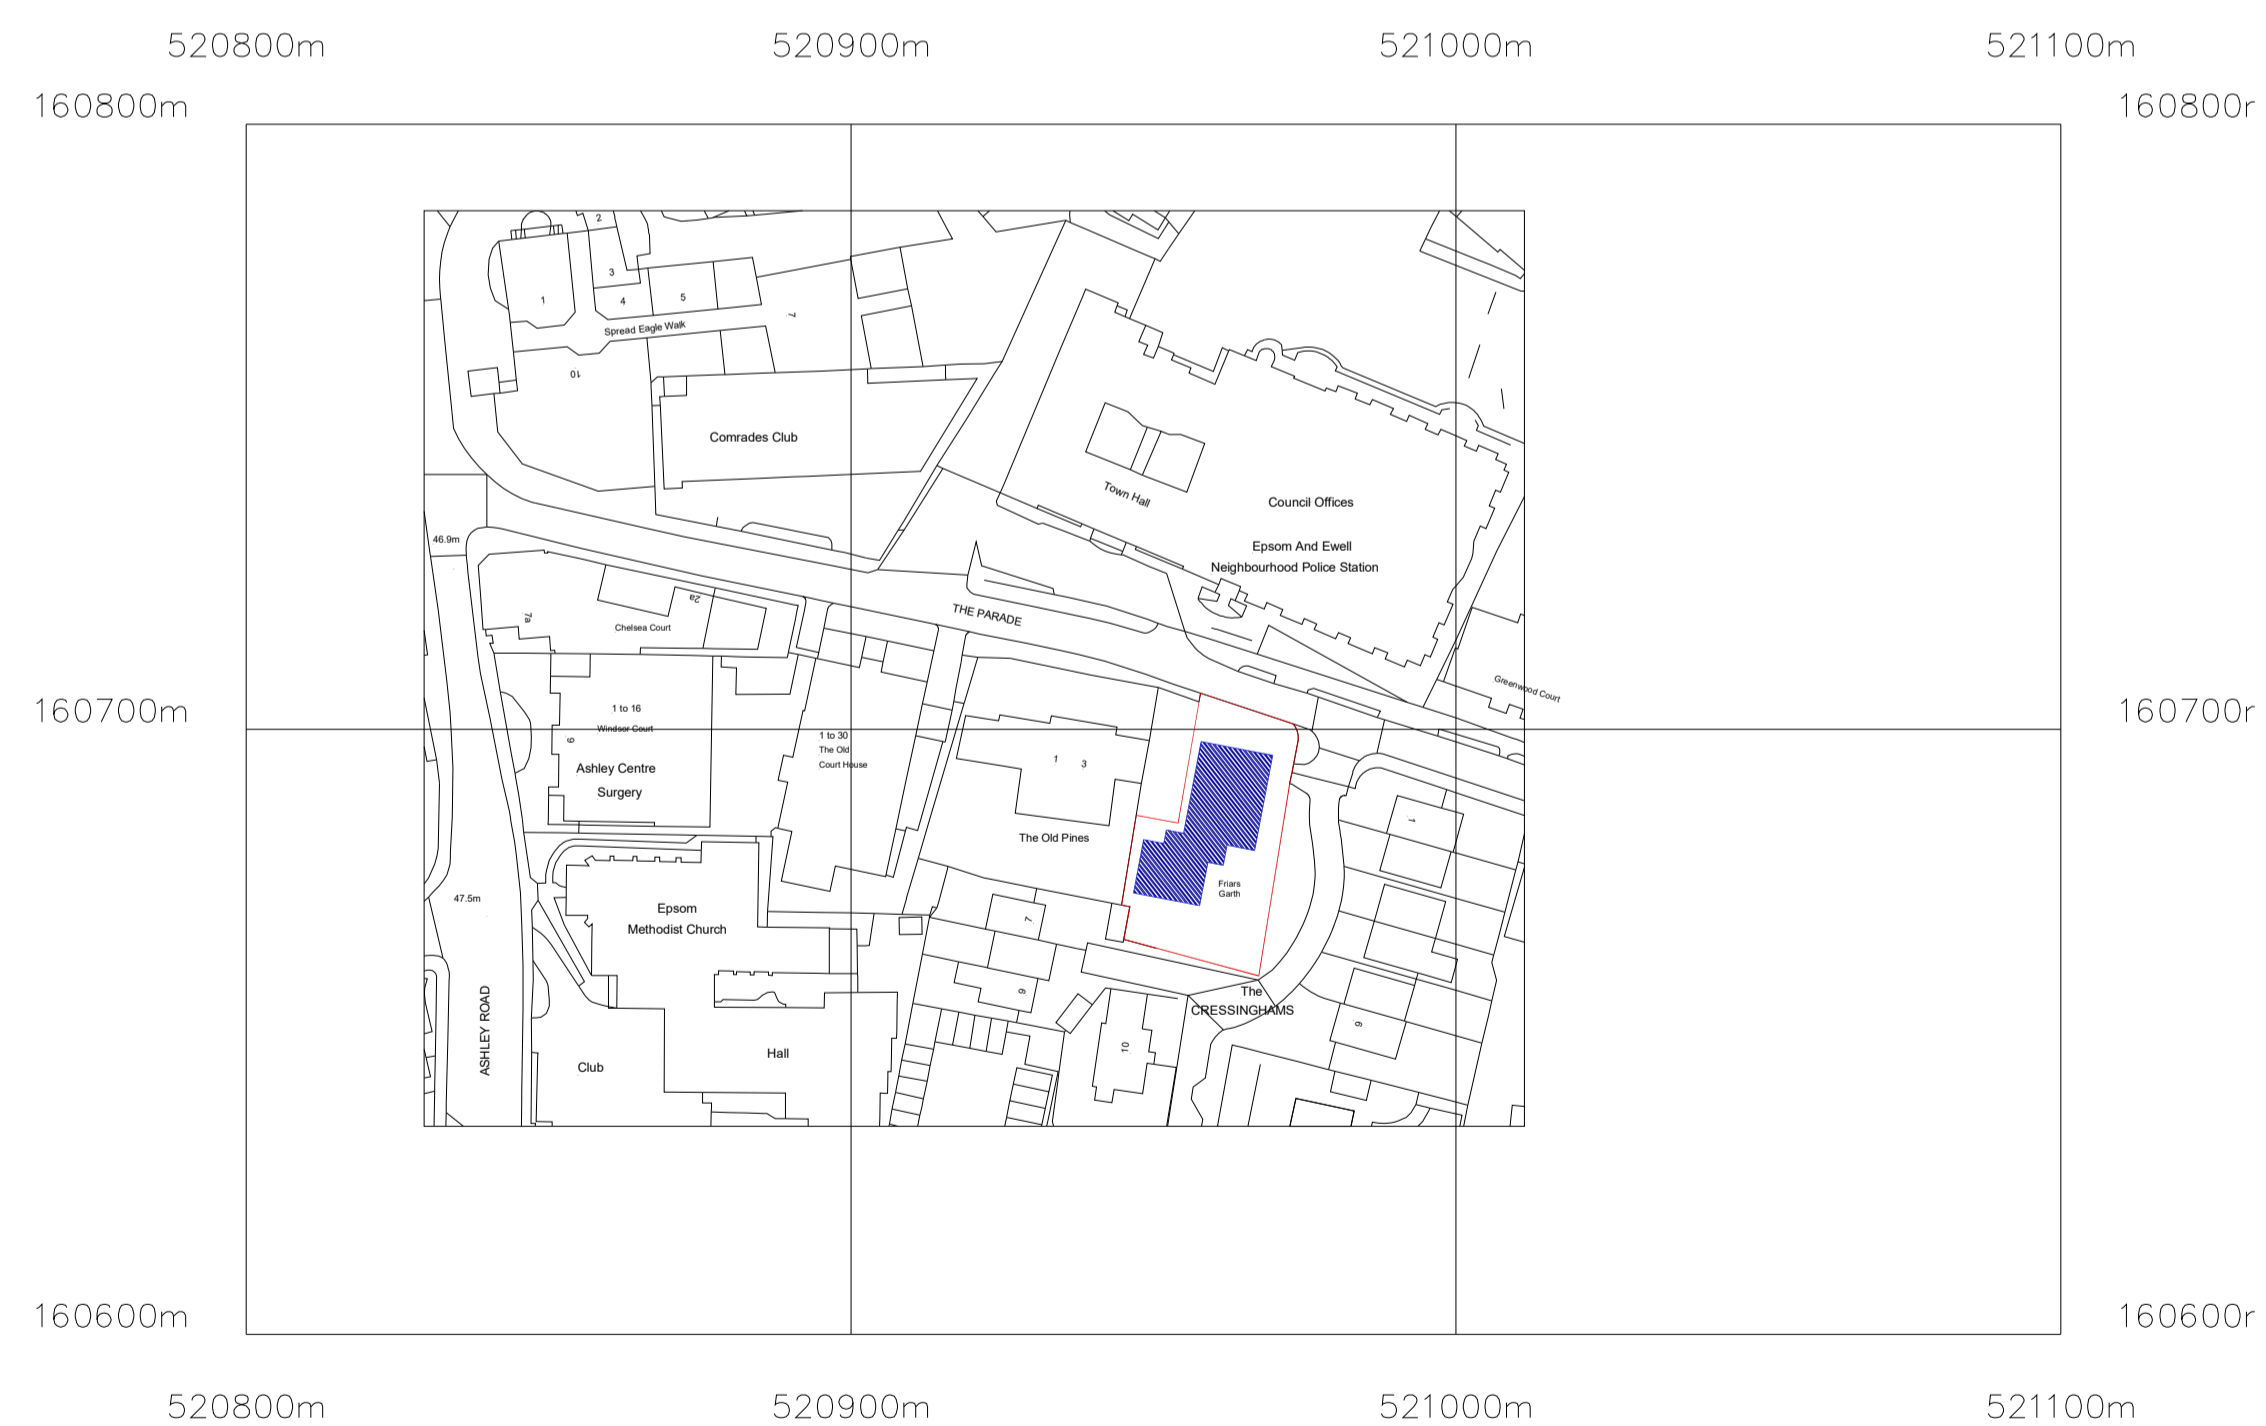 520800m 520900m 521000m 521100m
160800m 160800m
2
3
1 4 5
7
Spread Eagle Walk
10
Comrades Club
Town Hall
Council Offices
46.9m
Epsom And Ewell
Neighbourhood Police Station
2a
7a
Chelsea Court
THE PARADE
Greenwood Court
160700m 160700m
1 to 16
Windsor Court
9
Ashley Centre
Surgery
1 to 30
The Old
Court House
1 3
The Old Pines
1
Friars
Garth
47.5m
Epsom
Methodist Church
7
6
The
CRESSINGHAMS
ASHLEY ROAD
Club
Hall
10
6
160600m 160600m
520800m 520900m 521000m 521100m